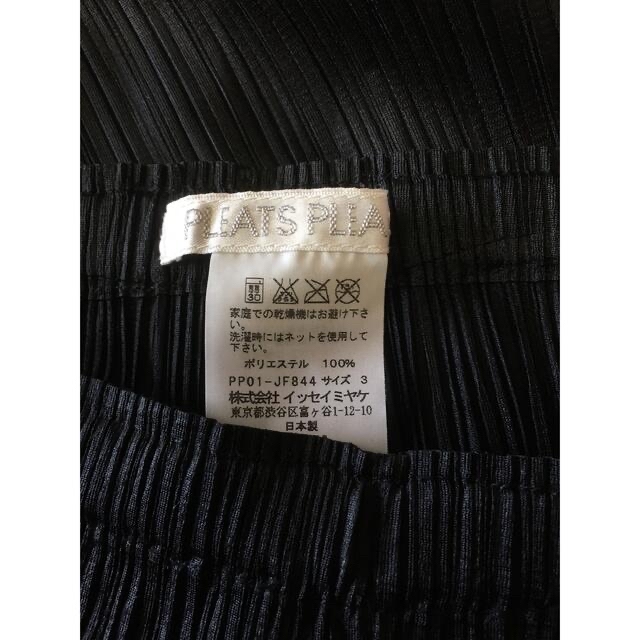 PLEATS PLEA
30
家庭での乾燥機はお避け下さ
い。
洗濯時にはネットを使用して
下さい。
ポリエステル 100%
PP01-JF844 サイズ 3
株式会社 イッセイミヤケ
東京都渋谷区富ヶ谷1-12-10
日本製